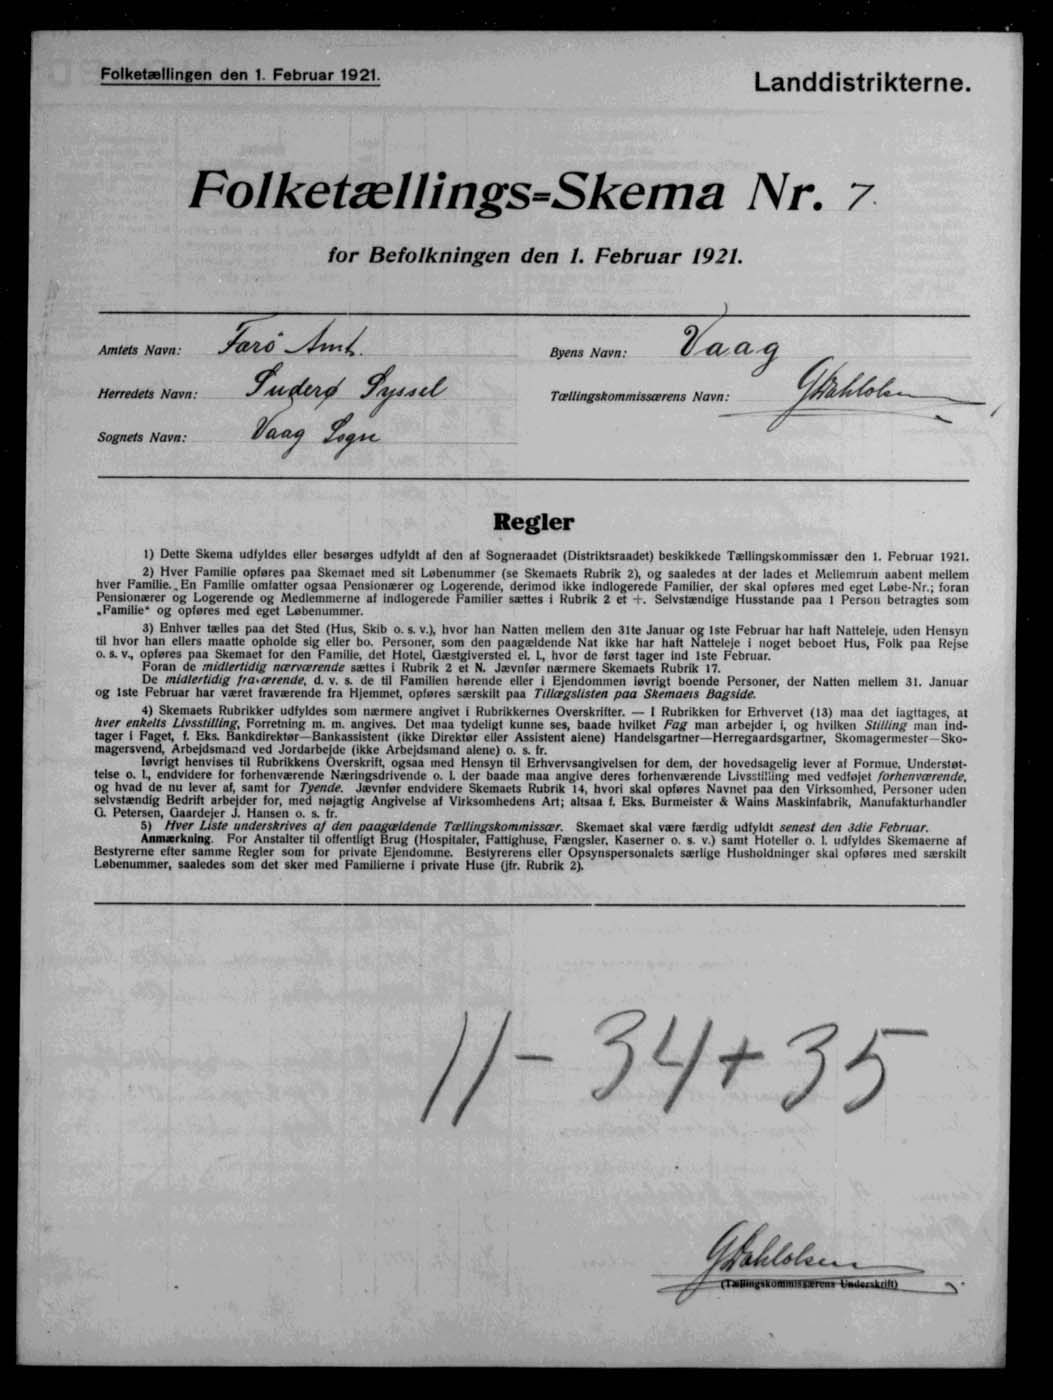 Folketællingen den 1. Februar 1921.
Landdistrikterne.
Folketællings=Skema Nr. 7.
for Befolkningen den 1. Februar 1921.
Amtets Navn: Færö Amt.
Byens Navn: Vaag
Herredets Navn: Suderø Syssel
Tællingskommissærens Navn: G Dahlolsen
Sognets Navn: Vaag Sogn
Regler
1) Dette Skema udfyldes eller besørges udfyldt af den af Sogneraadet (Distriktsraadet) beskikkede Tællingskommissær den 1. Februar 1921.
2) Hver Familie opføres paa Skemaet med sit Løbenummer (se Skemaets Rubrik 2), og saaledes at der lades et Mellemrum aabent mellem
hver Familie. En Familie omfatter ogsaa Pensionærer og Logerende, derimod ikke indlogerede Familier, der skal opføres med eget Løbe-Nr.; foran
Pensionærer og Logerende og Medlemmerne af indlogerede Familier sættes i Rubrik 2 et +. Selvstændige Husstande paa 1 Person betragtes som
„Familie“ og opføres med eget Løbenummer.
3) Enhver tælles paa det Sted (Hus, Skib o. s. v.), hvor han Natten mellem den 31te Januar og 1ste Februar har haft Natteleje, uden Hensyn
til hvor han ellers maatte opholde sig eller bo. Personer, som den paagældende Nat ikke har haft Natteleje i noget beboet Hus, Folk paa Rejse
o. s. v., opføres paa Skemaet for den Familie, det Hotel, Gæstgiversted el. l., hvor de først tager ind 1ste Februar.
Foran de midlertidig nærværende sættes i Rubrik 2 et N. Jævnfør nærmere Skemaets Rubrik 17.
De midlertidig fraværende, d. v. s. de til Familien hørende eller i Ejendommen iøvrigt boende Personer, der Natten mellem 31. Januar
og 1ste Februar har været fraværende fra Hjemmet, opføres særskilt paa Tillægslisten paa Skemaets Bagside.
4) Skemaets Rubrikker udfyldes som nærmere angivet i Rubrikkernes Overskrifter. — I Rubrikken for Erhvervet (13) maa det iagttages, at
hver enkelts Livsstilling, Forretning m. m. angives. Det maa tydeligt kunne ses, baade hvilket Fag man arbejder i, og hvilken Stilling man ind-
tager i Faget, f. Eks. Bankdirektør—Bankassistent (ikke Direktør eller Assistent alene) Handelsgartner—Herregaardsgartner, Skomagermester—Sko-
magersvend, Arbejdsmand ved Jordarbejde (ikke Arbejdsmand alene) o. s. fr.
Iøvrigt henvises til Rubrikkens Overskrift, ogsaa med Hensyn til Erhvervsangivelsen for dem, der hovedsagelig lever af Formue, Understøt-
telse o. l., endvidere for forhenværende Næringsdrivende o. l. der baade maa angive deres forhenværende Livsstilling med vedføjet forhenværende,
og hvad de nu lever af, samt for Tyende. Jævnfør endvidere Skemaets Rubrik 14, hvori skal opføres Navnet paa den Virksomhed, Personer uden
selvstændig Bedrift arbejder for, med nøjagtig Angivelse af Virksomhedens Art; altsaa f. Eks. Burmeister & Wains Maskinfabrik, Manufakturhandler
G. Petersen, Gaardejer J. Hansen o. s. fr.
5) Hver Liste underskrives af den paagældende Tællingskommissær. Skemaet skal være færdig udfyldt senest den 3die Februar.
Anmærkning. For Anstalter til offentligt Brug (Hospitaler, Fattighuse, Fængsler, Kaserner o. s. v.) samt Hoteller o. l. udfyldes Skemaerne af
Bestyrerne efter samme Regler som for private Ejendomme. Bestyrerens eller Opsynspersonalets særlige Husholdninger skal opføres med særskilt
Løbenummer, saaledes som det sker med Familierne i private Huse (jfr. Rubrik 2).
11 - 34 + 35
G Dahlolsen
(Tællingskommissærens Underskrift)